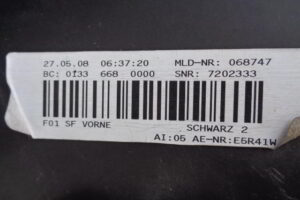 27.05.08 06:37:20 MLD-NR: 068747
BC: 0133 668 0000 SNR: 7202333
F01 SF VORNE SCHWARZ 2
AI:05 AE-NR:E6R41W